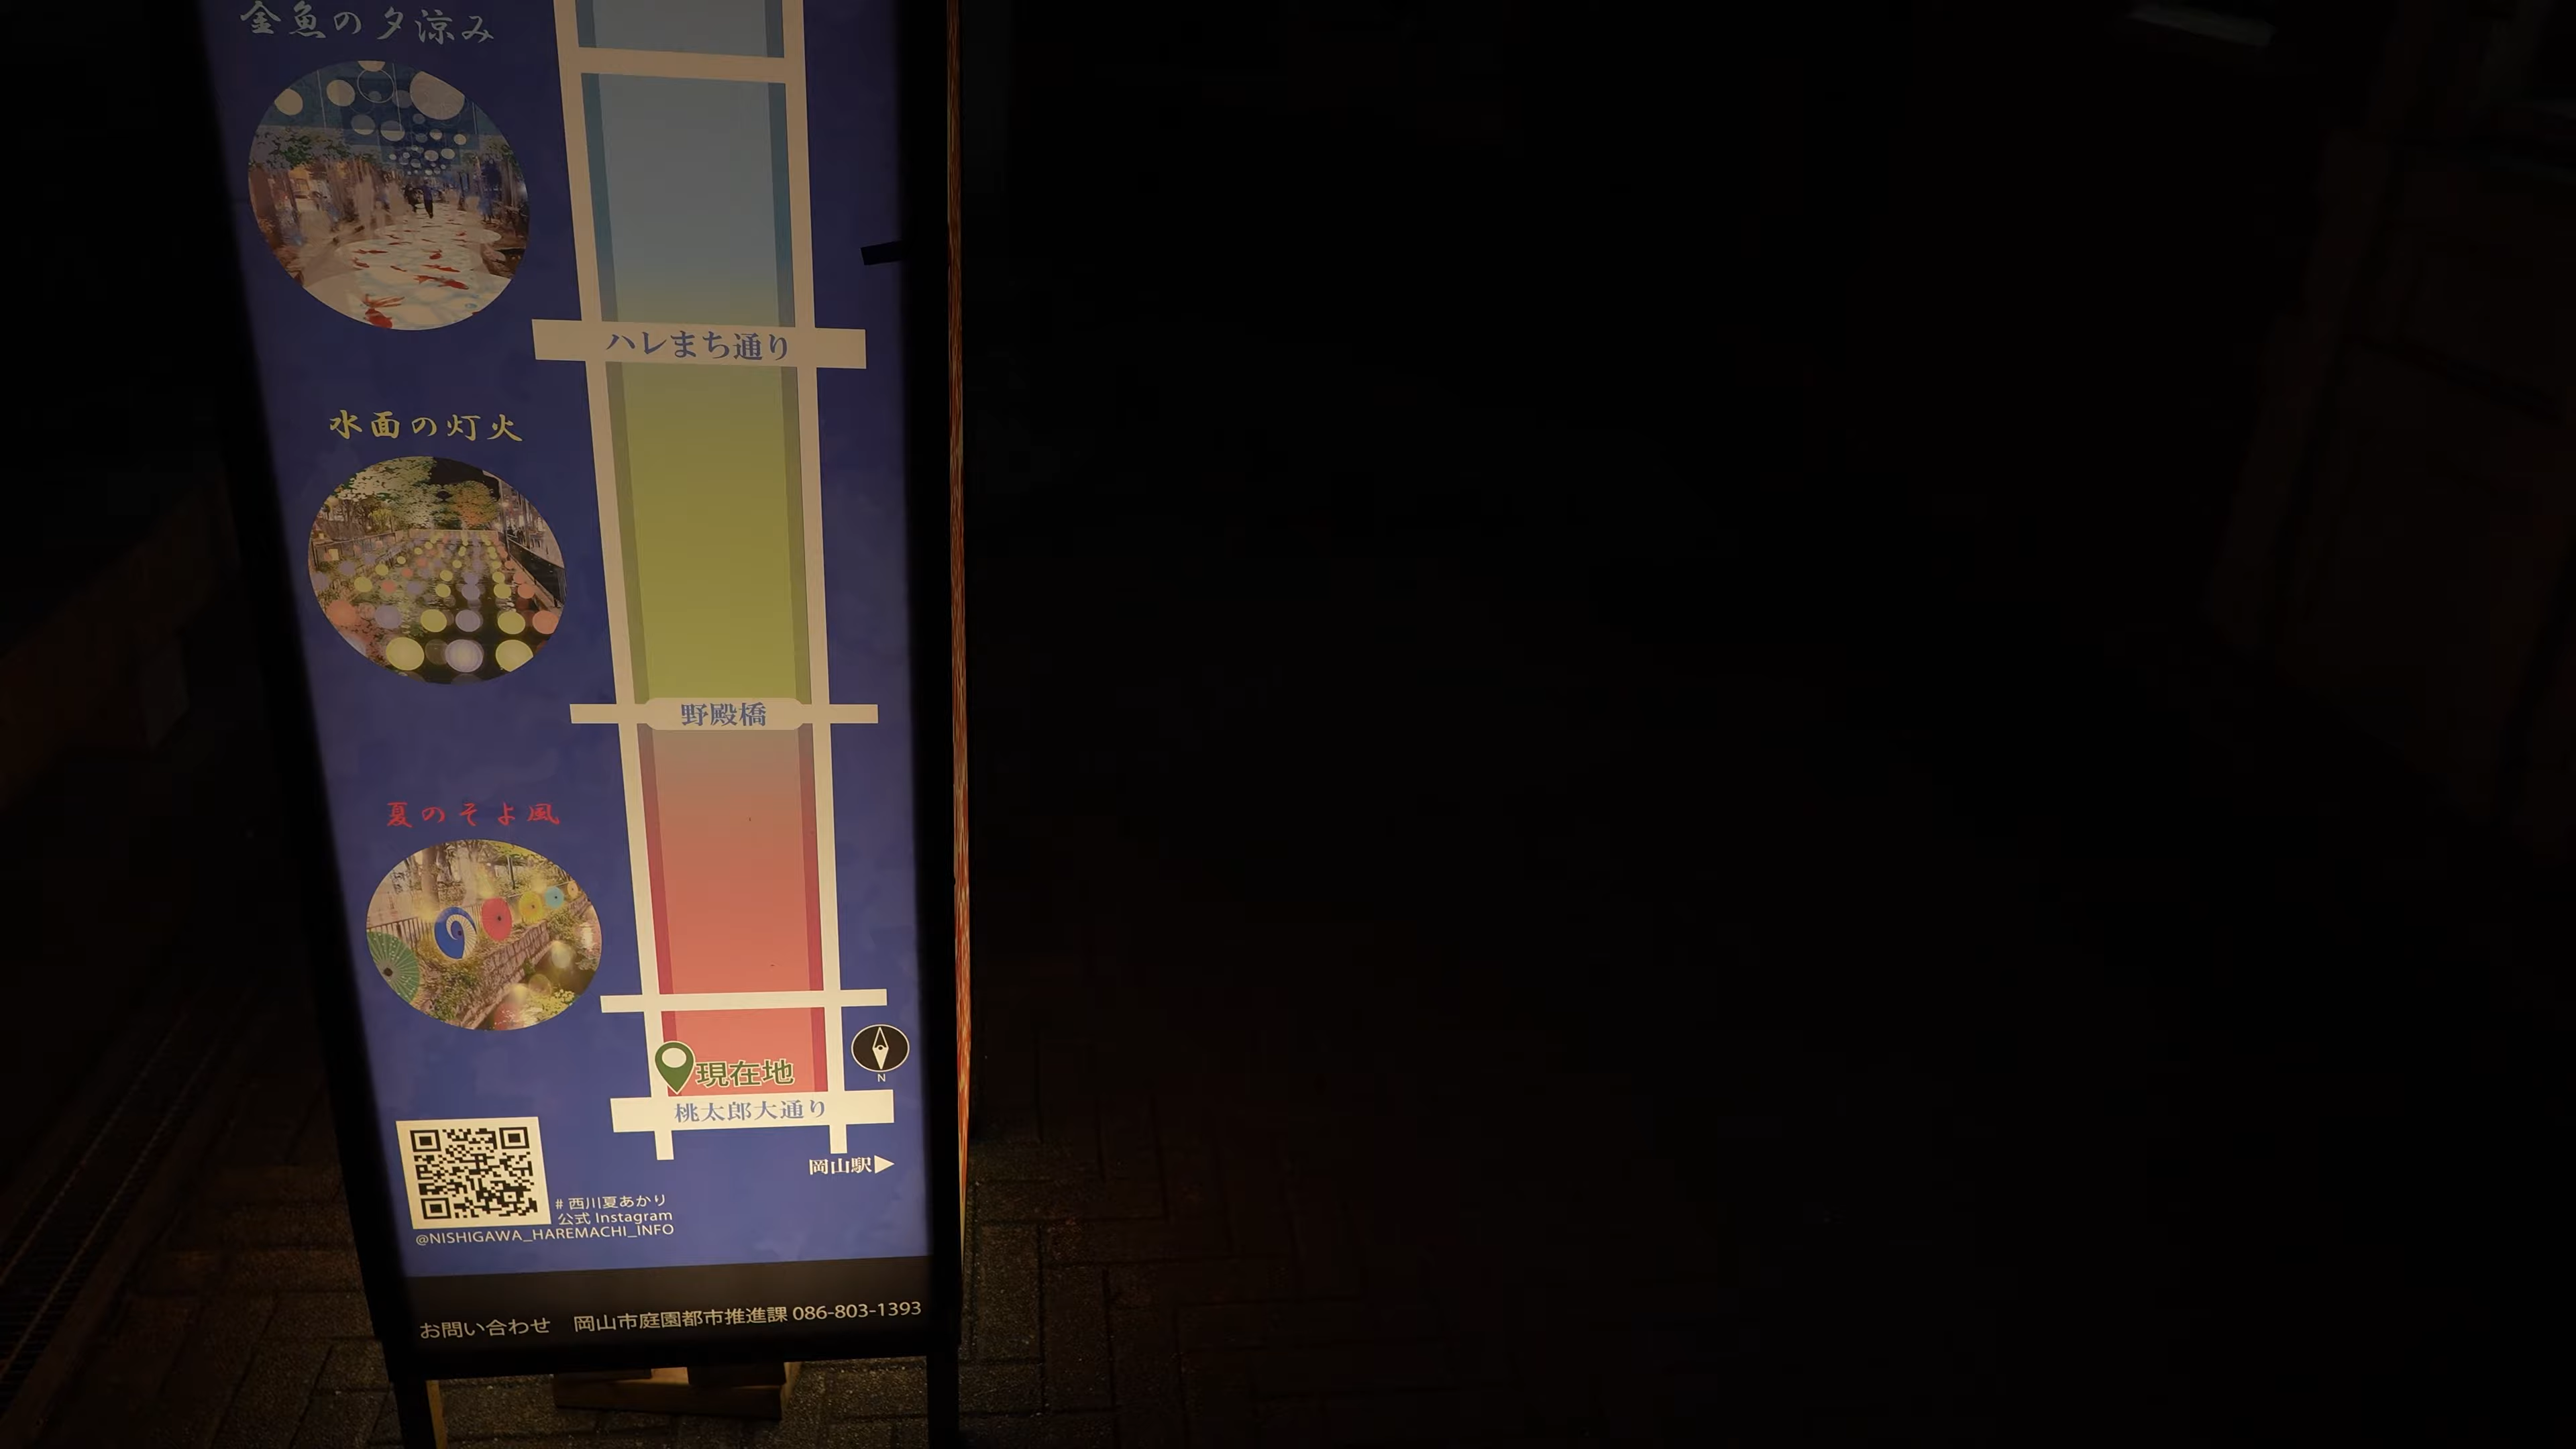 金魚の夕涼み
ハレまち通り
水面の灯火
野殿橋
夏のそよ風
現在地
N
桃太郎大通り
岡山駅▶
# 西川夏あかり
公式 Instagram
@NISHIGAWA_HAREMACHI_INFO
お問い合わせ 岡山市庭園都市推進課 086-803-1393